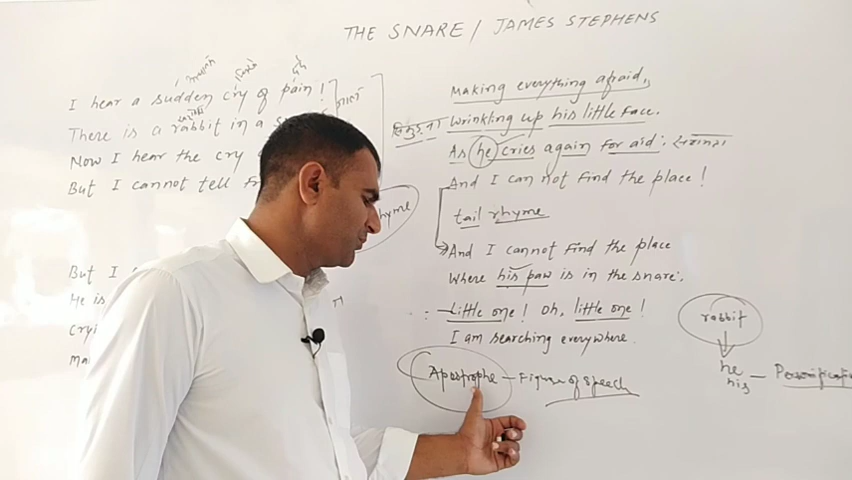 THE SNARE / JAMES STEPHENS
I hear a sudden cry of pain!
There is a rabbit in a
Now I hear the cry
But I cannot tell
hyme
But I
He is
Making everything afraid,
Wrinkling up his little face.
As he cries again for aid:
And I can not find the place!
tail rhyme
And I cannot find the place
Where his paw is in the snare:
Little one! Oh, little one!
I am searching everywhere.
Apostrophe - Figure of Speech
rabbit
he
his - Personificati